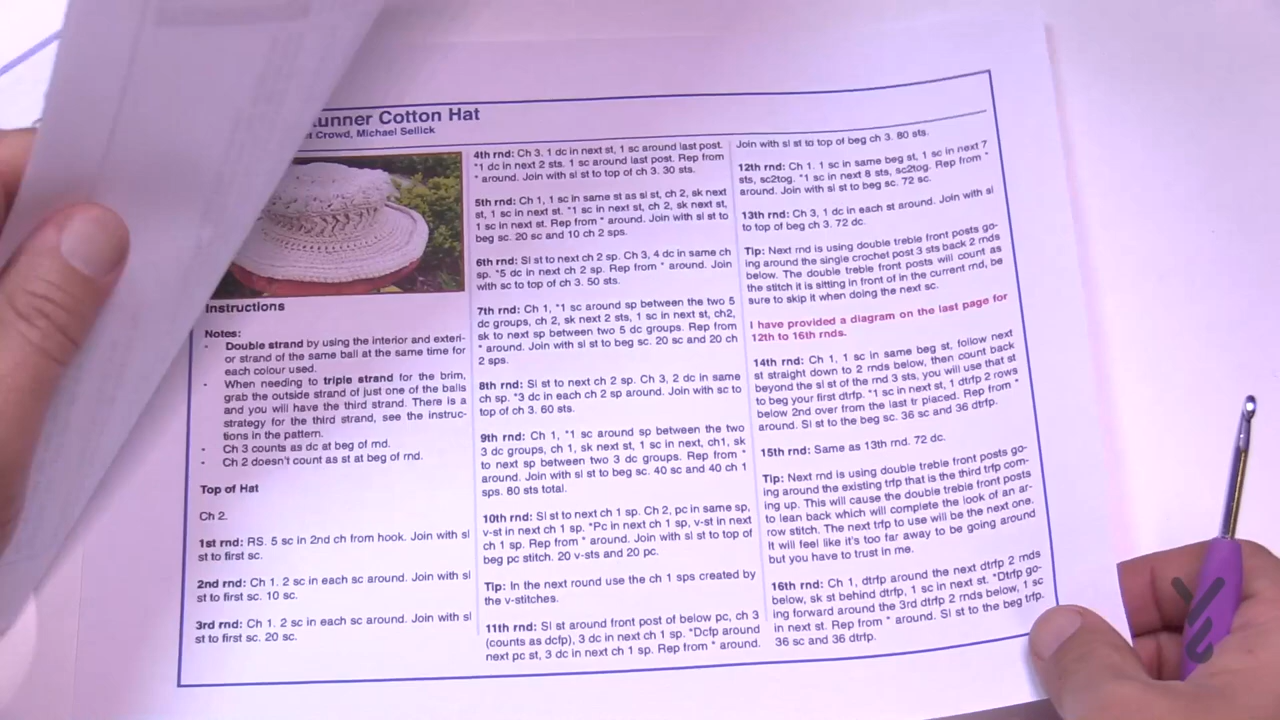 unner Cotton Hat
Crowd, Michael Sellick
Instructions
Notes:
- Double strand by using the interior and exteri-
or strand of the same ball at the same time for
each colour used.
- When needing to triple strand for the brim,
grab the outside strand of just one of the balls
and you will have the third strand. There is a
strategy for the third strand, see the instruc-
tions in the pattern.
- Ch 3 counts as dc at beg of rnd.
- Ch 2 doesn't count as st at beg of rnd.
Top of Hat
Ch 2.
1st rnd: RS. 5 sc in 2nd ch from hook. Join with sl
st to first sc.
2nd rnd: Ch 1. 2 sc in each sc around. Join with sl
st to first sc. 10 sc.
3rd rnd: Ch 1. 2 sc in each sc around. Join with sl
st to first sc. 20 sc.
4th rnd: Ch 3, 1 dc in next st, 1 sc around last post.
*1 dc in next 2 sts. 1 sc around last post. Rep from
* around. Join with sl st to top of ch 3. 30 sts.
5th rnd: Ch 1, 1 sc in same st as sl st, ch 2, sk next
st, 1 sc in next st. *1 sc in next st, ch 2, sk next st,
1 sc in next st. Rep from * around. Join with sl st to
beg sc. 20 sc and 10 ch 2 sps.
6th rnd: Sl st to next ch 2 sp. Ch 3, 4 dc in same ch
sp. *5 dc in next ch 2 sp. Rep from * around. Join
with sc to top of ch 3. 50 sts.
7th rnd: Ch 1, *1 sc around sp between the two 5
dc groups, ch 2, sk next 2 sts, 1 sc in next st, ch2,
sk to next sp between two 5 dc groups. Rep from
* around. Join with sl st to beg sc. 20 sc and 20 ch
2 sps.
8th rnd: Sl st to next ch 2 sp. Ch 3, 2 dc in same
ch sp. *3 dc in each ch 2 sp around. Join with sc to
top of ch 3. 60 sts.
9th rnd: Ch 1, *1 sc around sp between the two
3 dc groups, ch 1, sk next st, 1 sc in next, ch1, sk
to next sp between two 3 dc groups. Rep from *
around. Join with sl st to beg sc. 40 sc and 40 ch 1
sps. 80 sts total.
10th rnd: Sl st to next ch 1 sp. Ch 2, pc in same sp,
v-st in next ch 1 sp. *Pc in next ch 1 sp, v-st in next
ch 1 sp. Rep from * around. Join with sl st to top of
beg pc stitch. 20 v-sts and 20 pc.
Tip: In the next round use the ch 1 sps created by
the v-stitches.
11th rnd: Sl st around front post of below pc, ch 3
(counts as dcfp), 3 dc in next ch 1 sp. *Dcfp around
next pc st, 3 dc in next ch 1 sp. Rep from * around.
Join with sl st to top of beg ch 3. 80 sts.
12th rnd: Ch 1. 1 sc in same beg st, 1 sc in next 7
sts, sc2tog. *1 sc in next 8 sts, sc2tog. Rep from *
around. Join with sl st to beg sc. 72 sc.
13th rnd: Ch 3, 1 dc in each st around. Join with sl
to top of beg ch 3. 72 dc.
Tip: Next rnd is using double treble front posts go-
ing around the single crochet post 3 sts back 2 rnds
below. The double treble front posts will count as
the stitch it is sitting in front of in the current rnd, be
sure to skip it when doing the next sc.
I have provided a diagram on the last page for
12th to 16th rnds.
14th rnd: Ch 1, 1 sc in same beg st, follow next
st straight down to 2 rnds below, then count back
beyond the sl st of the rnd 3 sts, you will use that st
to beg your first dtrfp. *1 sc in next st, 1 dtrfp 2 rows
below 2nd over from the last tr placed. Rep from *
around. Sl st to the beg sc. 36 sc and 36 dtrfp.
15th rnd: Same as 13th rnd. 72 dc.
Tip: Next rnd is using double treble front posts go-
ing around the existing trfp that is the third trfp com-
ing up. This will cause the double treble front posts
to lean back which will complete the look of an ar-
row stitch. The next trfp to use will be the next one.
It will feel like it's too far away to be going around
but you have to trust in me.
16th rnd: Ch 1, dtrfp around the next dtrfp 2 rnds
below, sk st behind dtrfp, 1 sc in next st. *Dtrfp go-
ing forward around the 3rd dtrfp 2 rnds below, 1 sc
in next st. Rep from * around. Sl st to the beg trfp.
36 sc and 36 dtrfp.